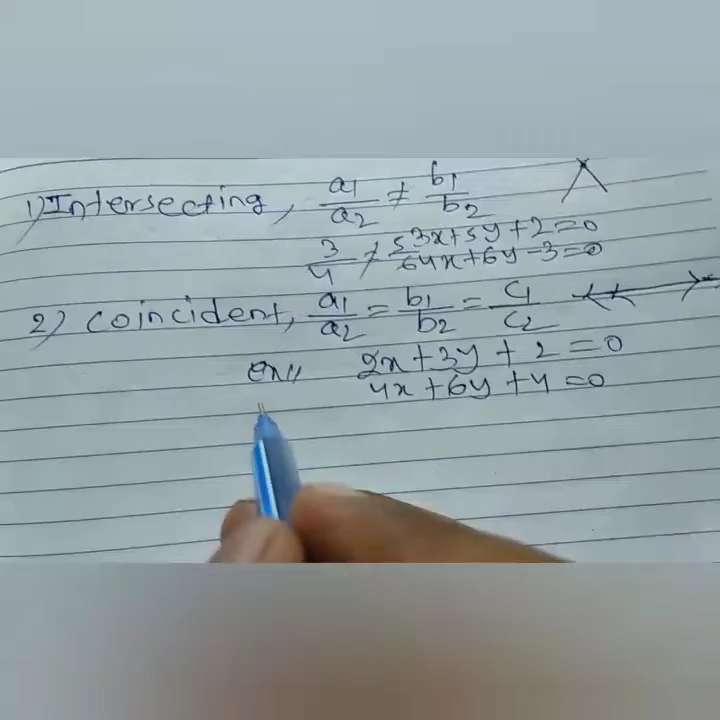 1) Intersecting, a1/a2 ≠ b1/b2
3/4 ≠ 5/6 3x+5y+2=0
4x+6y-3=0
2) coincident, a1/a2 = b1/b2 = c1/c2
ex// 2x+3y+2=0
4x+6y+4=0